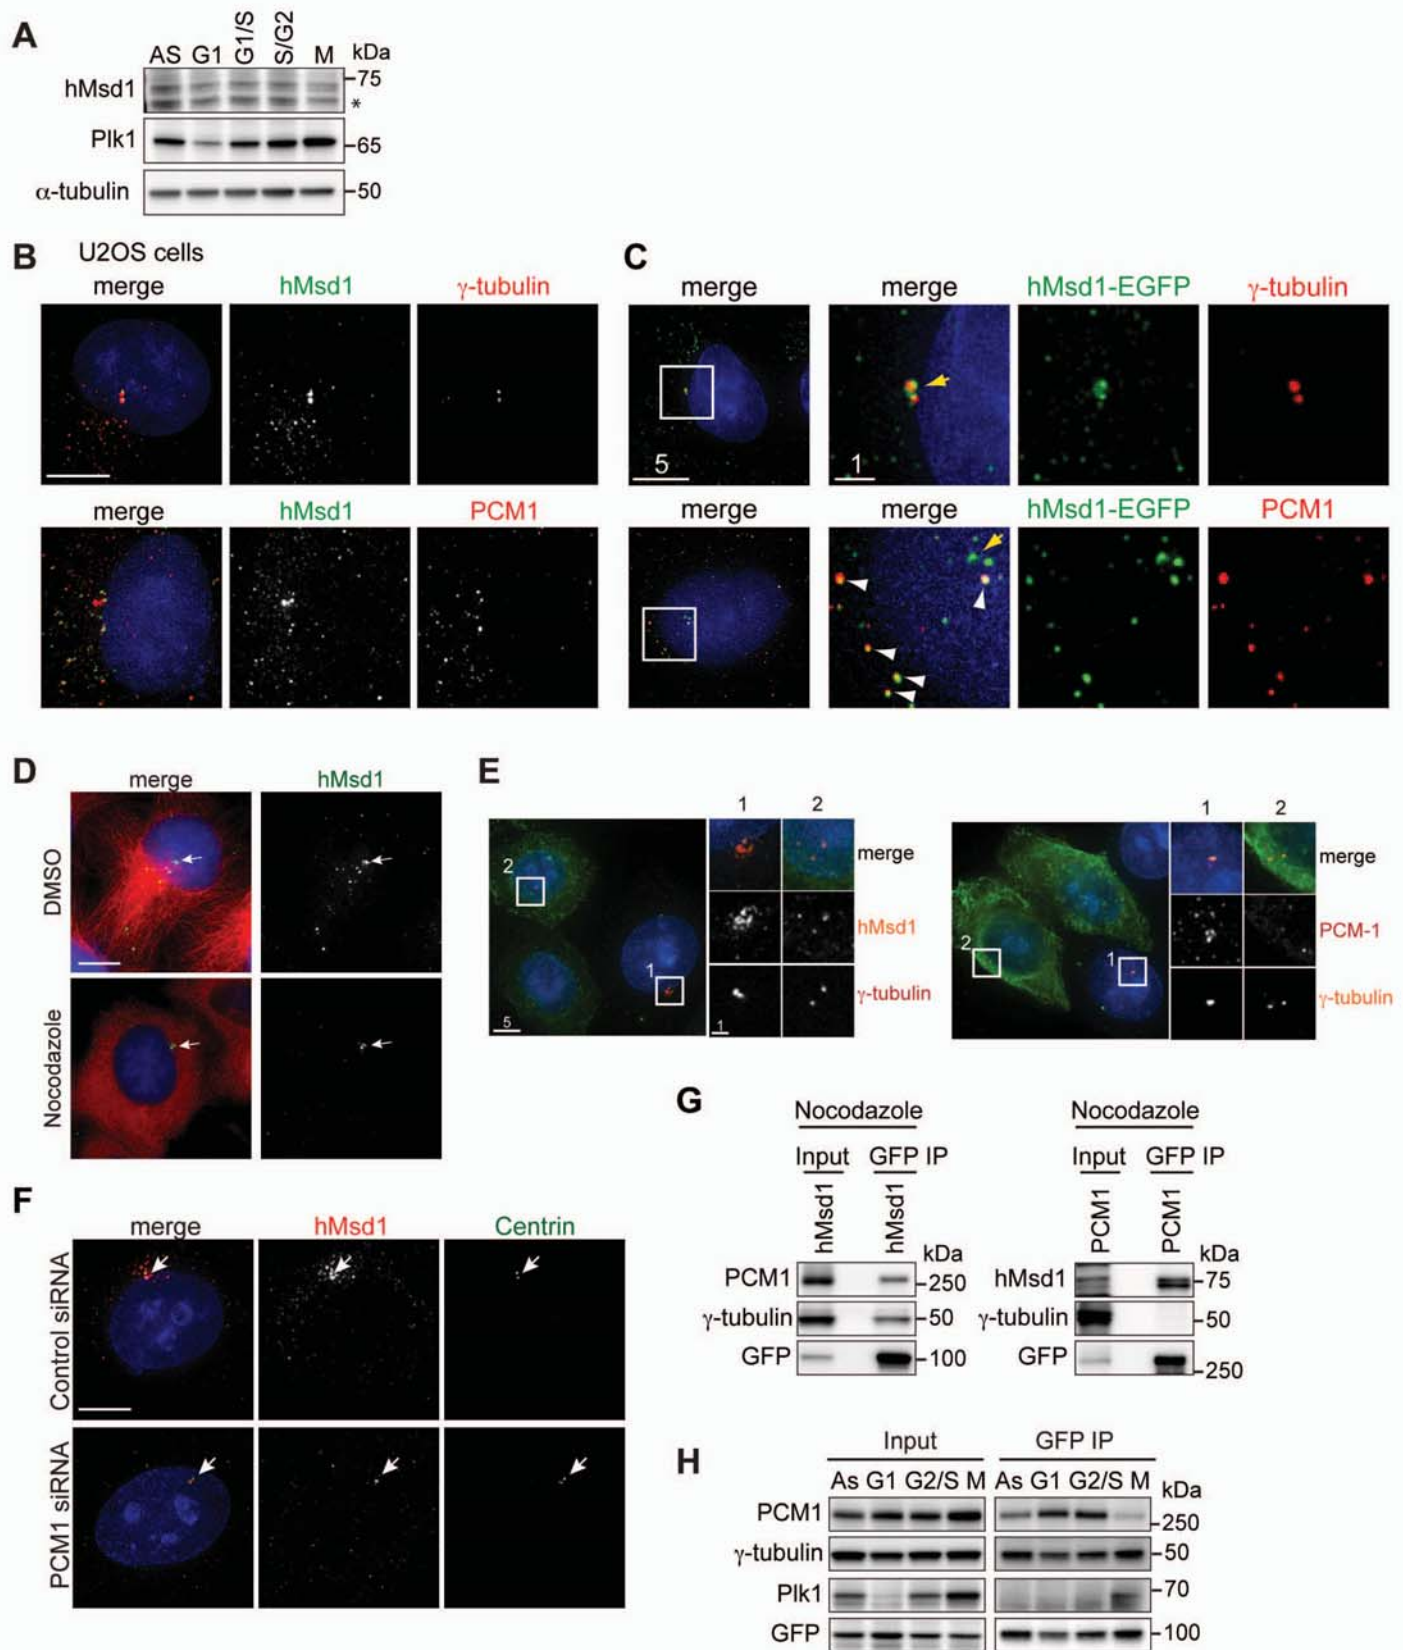 A
AS G1 G1/S S/G2 M kDa
hMsd1 75
*
Plk1 65
α-tubulin 50
B U2OS cells
merge hMsd1 γ-tubulin
merge hMsd1 PCM1
C
merge merge hMsd1-EGFP γ-tubulin
5 1
merge merge hMsd1-EGFP PCM1
D
merge hMsd1
DMSO
Nocodazole
E
1 2
2 merge
hMsd1
1 γ-tubulin
5 1
1 2
merge
2 1 PCM-1
γ-tubulin
F
merge hMsd1 Centrin
Control siRNA
PCM1 siRNA
G
Nocodazole
Input GFP IP
hMsd1 hMsd1 kDa
PCM1 250
γ-tubulin 50
GFP 100
Nocodazole
Input GFP IP
PCM1 PCM1 kDa
hMsd1 75
γ-tubulin 50
GFP 250
H
Input GFP IP
As G1 G2/S M As G1 G2/S M kDa
PCM1 250
γ-tubulin 50
Plk1 70
GFP 100